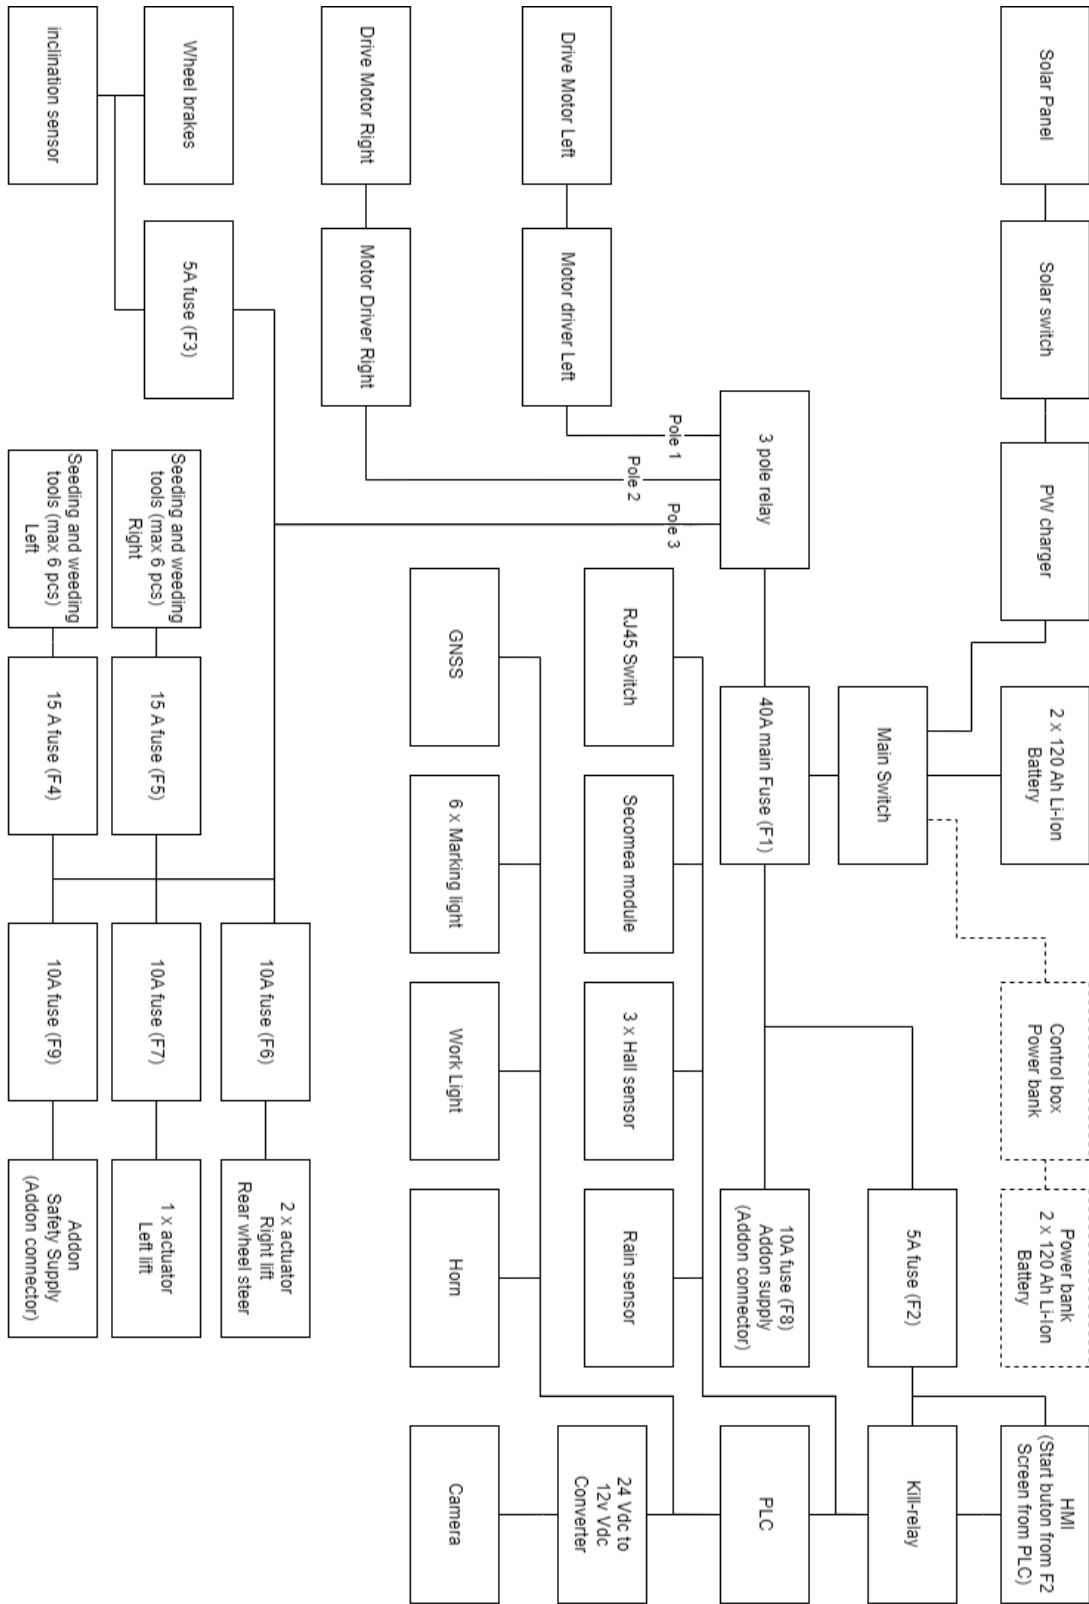 Solar Panel
Solar switch
PW charger
2 x 120 Ah Li-Ion
Battery
Control box
Power bank
Power bank
2 x 120 Ah Li-Ion
Battery
HMI
(Start buton from F2
Screen from PLC)
Main Switch
5A fuse (F2)
Kill-relay
3 pole relay
40A main Fuse (F1)
10A fuse (F8)
Addon supply
(Addon connector)
PLC
Pole 1
Pole 2
Pole 3
Drive Motor Left
Motor driver Left
RJ45 Switch
Secomea module
3 x Hall sensor
Rain sensor
24 Vdc to
12v Vdc
Converter
GNSS
6 x Marking light
Work Light
Horn
Camera
Drive Motor Right
Motor Driver Right
10A fuse (F6)
2 x actuator
Right lift
Rear wheel steer
Wheel brakes
5A fuse (F3)
Seeding and weeding
tools (max 6 pcs)
Right
15 A fuse (F5)
10A fuse (F7)
1 x actuator
Left lift
inclination sensor
Seeding and weeding
tools (max 6 pcs)
Left
15 A fuse (F4)
10A fuse (F9)
Addon
Safety Supply
(Addon connector)